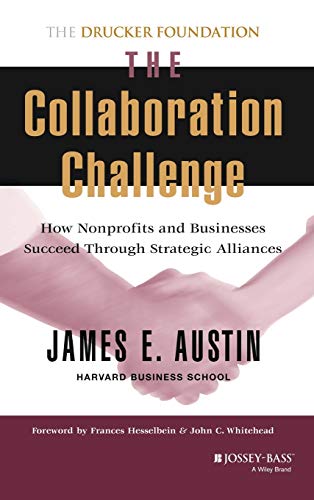 THE DRUCKER FOUNDATION
THE
Collaboration
Challenge
How Nonprofits and Businesses
Succeed Through Strategic Alliances
JAMES E. AUSTIN
HARVARD BUSINESS SCHOOL
Foreword by Frances Hesselbein & John C. Whitehead
JOSSEY-BASS™
A Wiley Brand